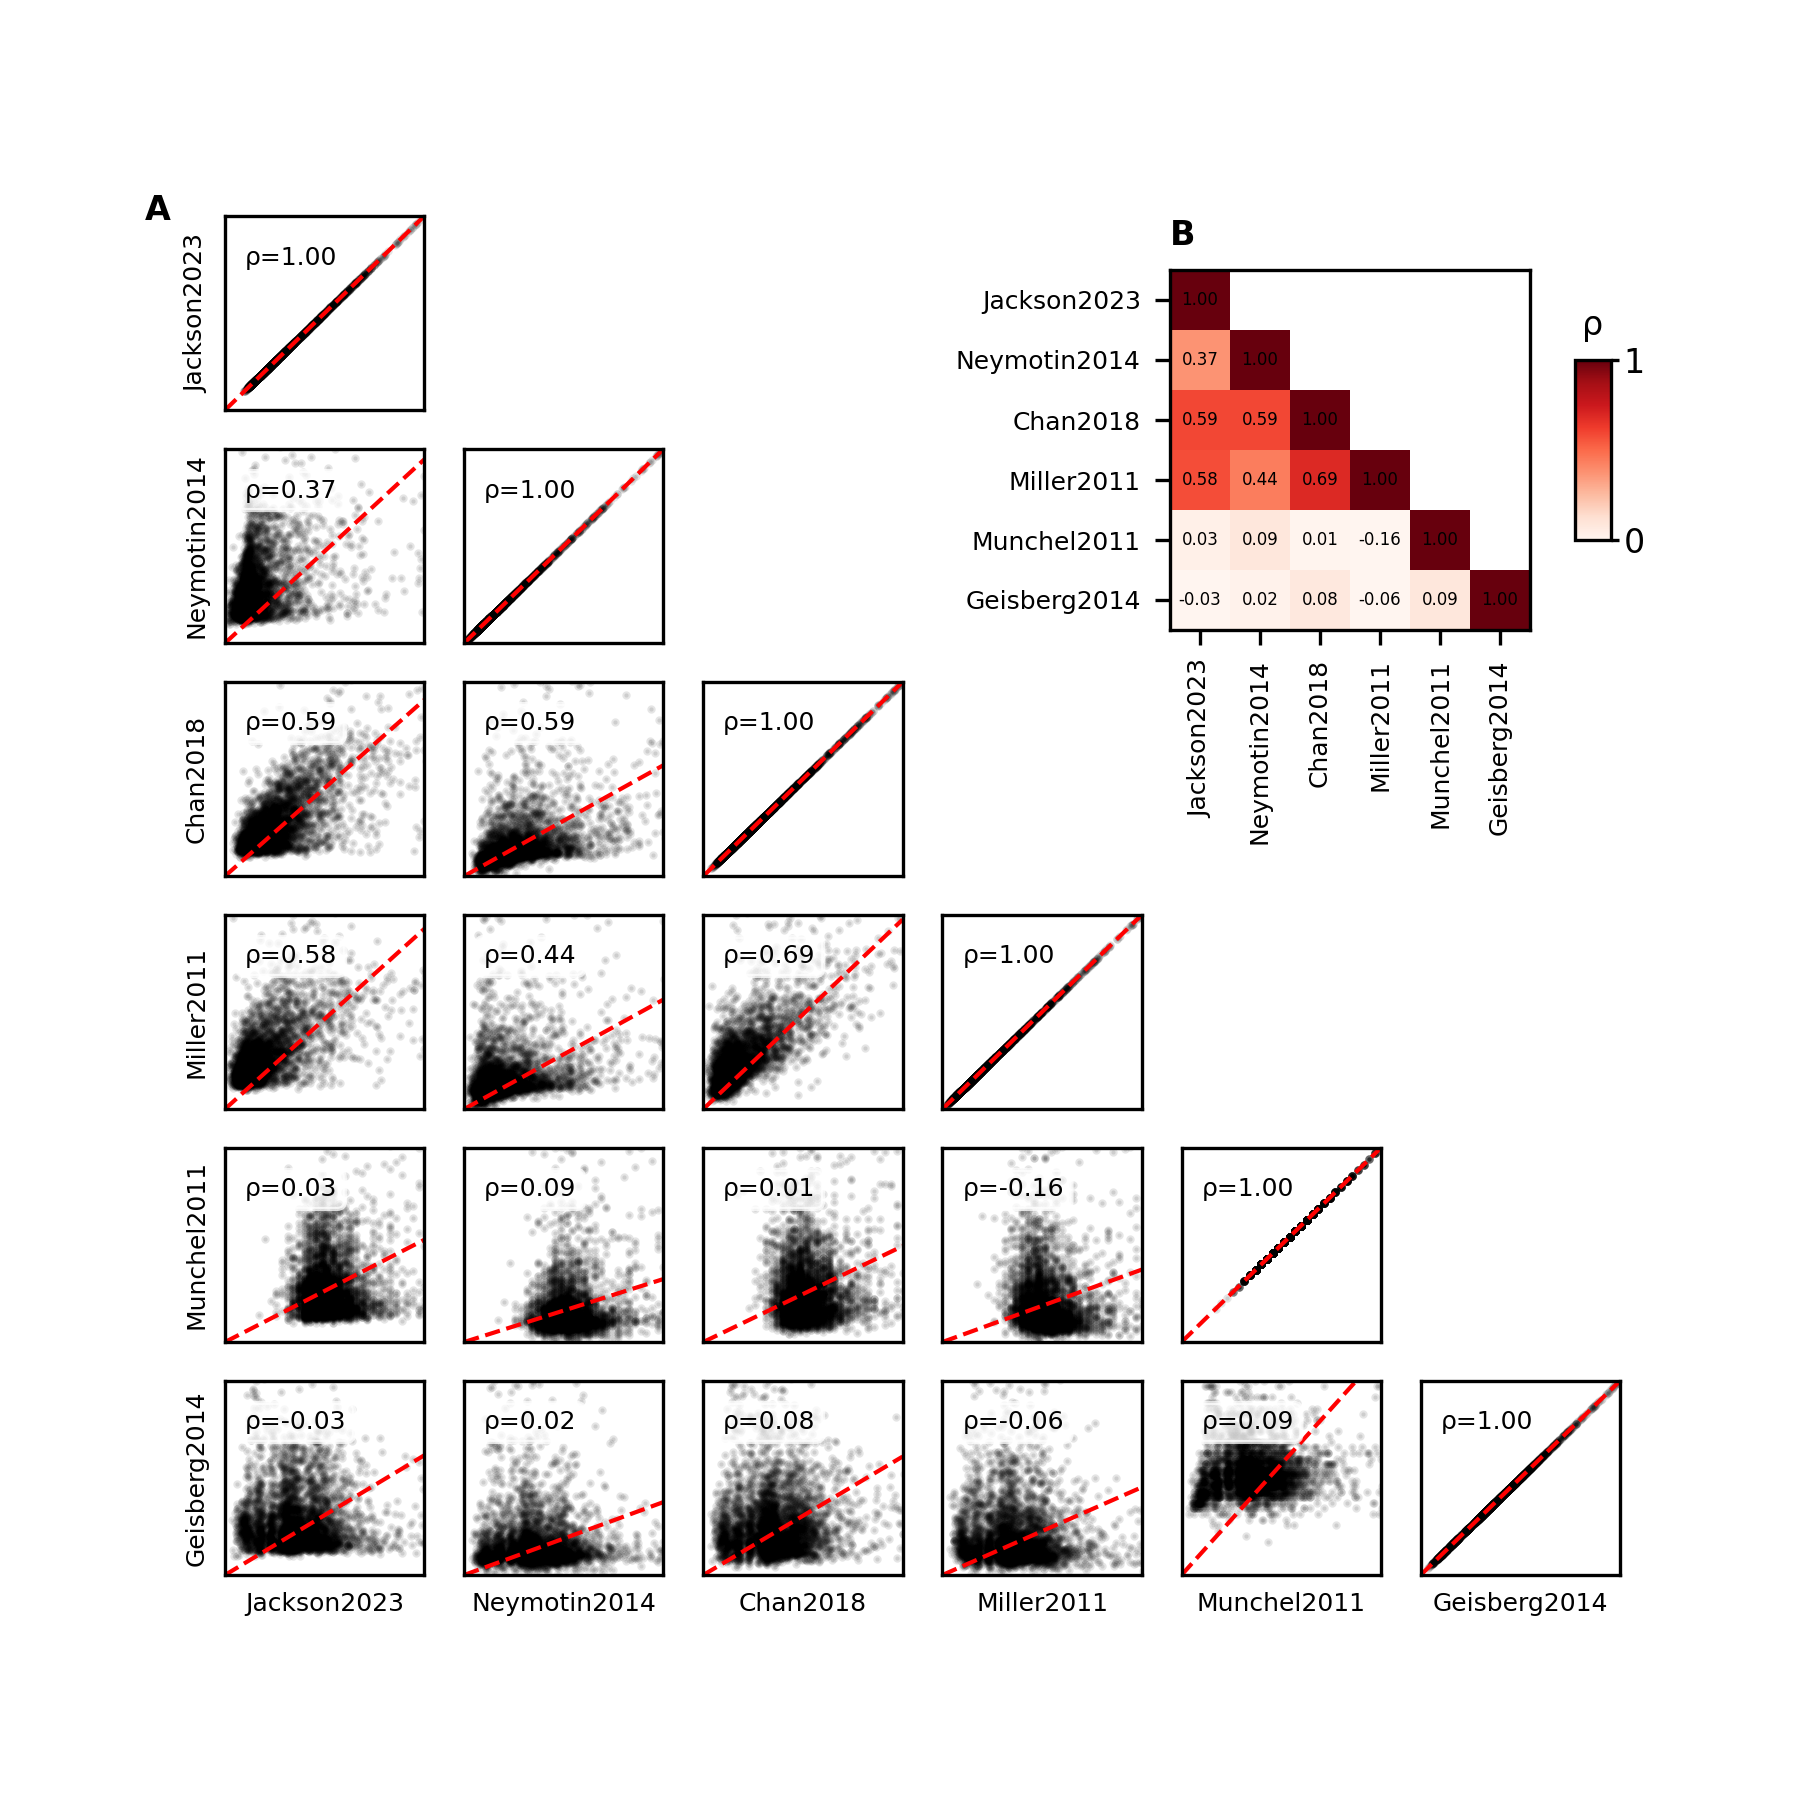 A
Jackson2023
ρ=1.00
Neymotin2014
ρ=0.37
ρ=1.00
Chan2018
ρ=0.59
ρ=0.59
ρ=1.00
Miller2011
ρ=0.58
ρ=0.44
ρ=0.69
ρ=1.00
Munchel2011
ρ=0.03
ρ=0.09
ρ=0.01
ρ=-0.16
ρ=1.00
Geisberg2014
ρ=-0.03
ρ=0.02
ρ=0.08
ρ=-0.06
ρ=0.09
ρ=1.00
Jackson2023
Neymotin2014
Chan2018
Miller2011
Munchel2011
Geisberg2014
B
Jackson2023
1.00
Neymotin2014
0.37
1.00
Chan2018
0.59
0.59
1.00
Miller2011
0.58
0.44
0.69
1.00
Munchel2011
0.03
0.09
0.01
-0.16
1.00
Geisberg2014
-0.03
0.02
0.08
-0.06
0.09
1.00
Jackson2023
Neymotin2014
Chan2018
Miller2011
Munchel2011
Geisberg2014
ρ
1
0